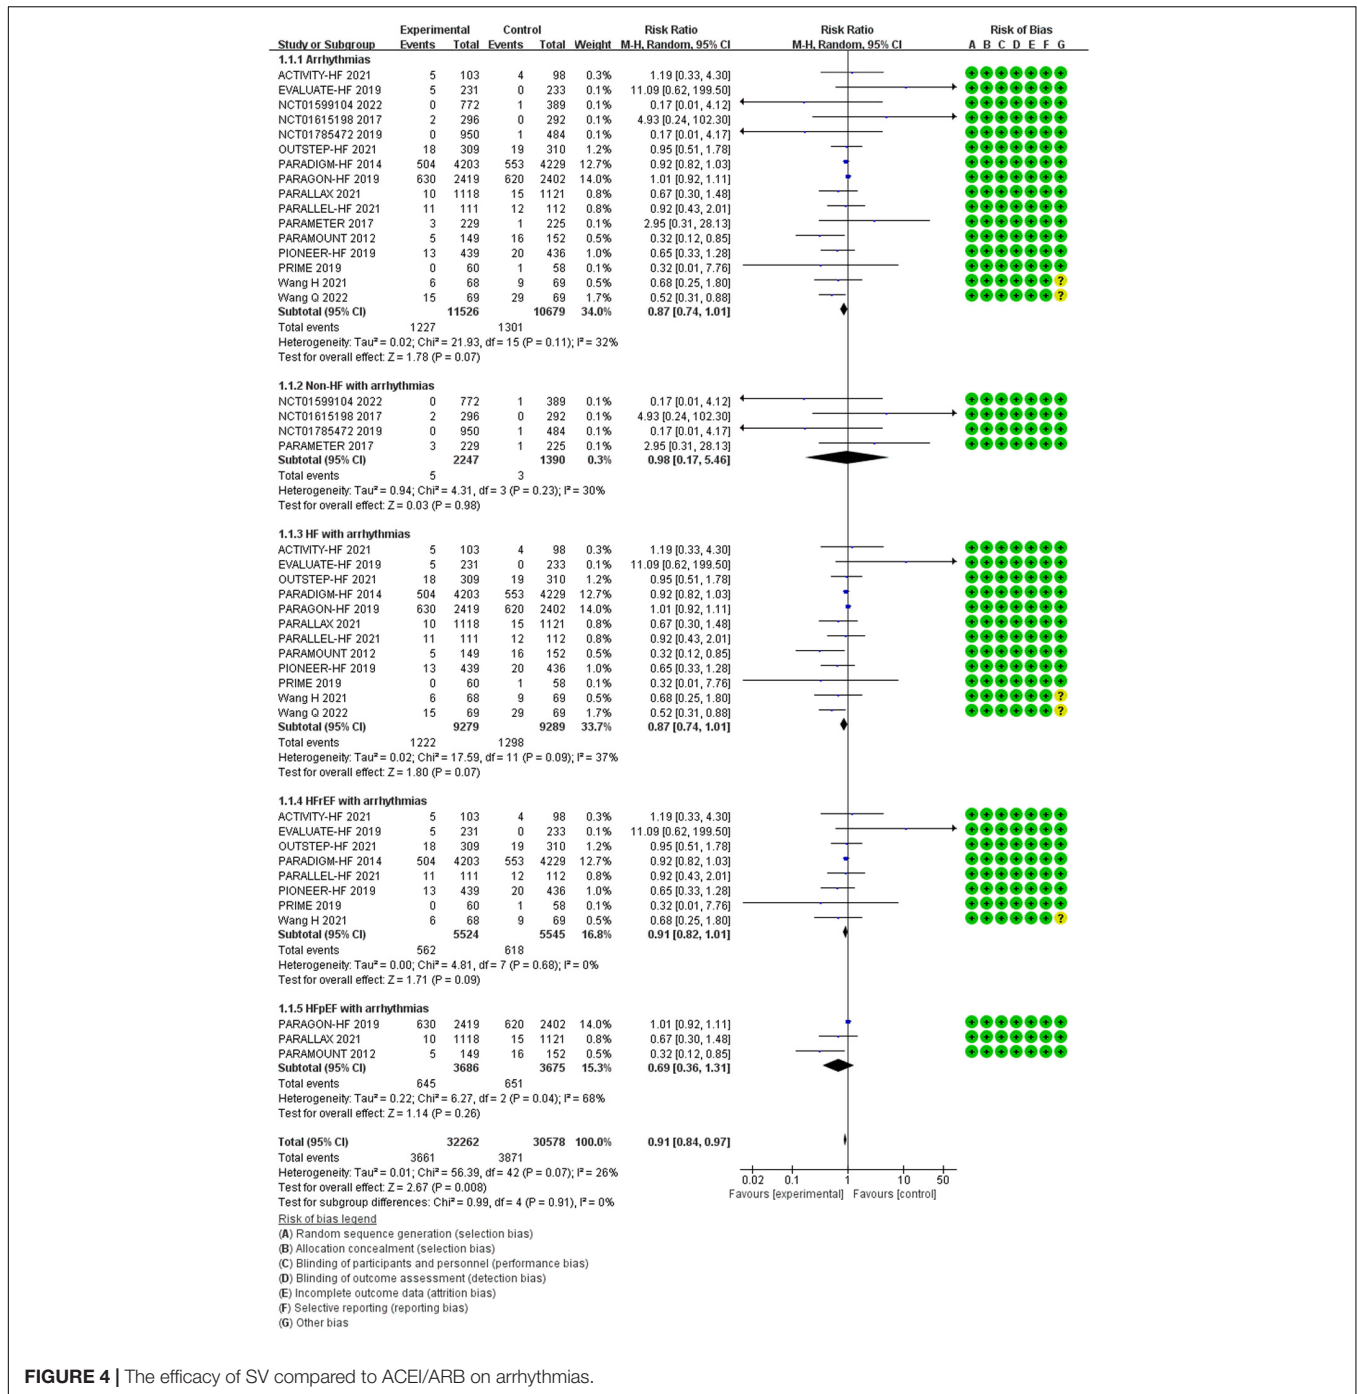 Experimental Control Risk Ratio Risk Ratio Risk of Bias
Study or Subgroup Events Total Events Total Weight M-H, Random, 95% CI M-H, Random, 95% CI A B C D E F G
1.1.1 Arrhythmias
ACTIVITY-HF 2021 5 103 4 98 0.3% 1.19 [0.33, 4.30]
EVALUATE-HF 2019 5 231 0 233 0.1% 11.09 [0.62, 199.50]
NCT01599104 2022 0 772 1 389 0.1% 0.17 [0.01, 4.12]
NCT01615198 2017 2 296 0 292 0.1% 4.93 [0.24, 102.30]
NCT01785472 2019 0 950 1 484 0.1% 0.17 [0.01, 4.17]
OUTSTEP-HF 2021 18 309 19 310 1.2% 0.95 [0.51, 1.78]
PARADIGM-HF 2014 504 4203 553 4229 12.7% 0.92 [0.82, 1.03]
PARAGON-HF 2019 630 2419 620 2402 14.0% 1.01 [0.92, 1.11]
PARALLAX 2021 10 1118 15 1121 0.8% 0.67 [0.30, 1.48]
PARALLEL-HF 2021 11 111 12 112 0.8% 0.92 [0.43, 2.01]
PARAMETER 2017 3 229 1 225 0.1% 2.95 [0.31, 28.13]
PARAMOUNT 2012 5 149 16 152 0.5% 0.32 [0.12, 0.85]
PIONEER-HF 2019 13 439 20 436 1.0% 0.65 [0.33, 1.28]
PRIME 2019 0 60 1 58 0.1% 0.32 [0.01, 7.76]
Wang H 2021 6 68 9 69 0.5% 0.68 [0.25, 1.80] ?
Wang Q 2022 15 69 29 69 1.7% 0.52 [0.31, 0.88] ?
Subtotal (95% CI) 11526 10679 34.0% 0.87 [0.74, 1.01]
Total events 1227 1301
Heterogeneity: Tau² = 0.02; Chi² = 21.93, df = 15 (P = 0.11); I² = 32%
Test for overall effect: Z = 1.78 (P = 0.07)
1.1.2 Non-HF with arrhythmias
NCT01599104 2022 0 772 1 389 0.1% 0.17 [0.01, 4.12]
NCT01615198 2017 2 296 0 292 0.1% 4.93 [0.24, 102.30]
NCT01785472 2019 0 950 1 484 0.1% 0.17 [0.01, 4.17]
PARAMETER 2017 3 229 1 225 0.1% 2.95 [0.31, 28.13]
Subtotal (95% CI) 2247 1390 0.3% 0.98 [0.17, 5.46]
Total events 5 3
Heterogeneity: Tau² = 0.94; Chi² = 4.31, df = 3 (P = 0.23); I² = 30%
Test for overall effect: Z = 0.03 (P = 0.98)
1.1.3 HF with arrhythmias
ACTIVITY-HF 2021 5 103 4 98 0.3% 1.19 [0.33, 4.30]
EVALUATE-HF 2019 5 231 0 233 0.1% 11.09 [0.62, 199.50]
OUTSTEP-HF 2021 18 309 19 310 1.2% 0.95 [0.51, 1.78]
PARADIGM-HF 2014 504 4203 553 4229 12.7% 0.92 [0.82, 1.03]
PARAGON-HF 2019 630 2419 620 2402 14.0% 1.01 [0.92, 1.11]
PARALLAX 2021 10 1118 15 1121 0.8% 0.67 [0.30, 1.48]
PARALLEL-HF 2021 11 111 12 112 0.8% 0.92 [0.43, 2.01]
PARAMOUNT 2012 5 149 16 152 0.5% 0.32 [0.12, 0.85]
PIONEER-HF 2019 13 439 20 436 1.0% 0.65 [0.33, 1.28]
PRIME 2019 0 60 1 58 0.1% 0.32 [0.01, 7.76]
Wang H 2021 6 68 9 69 0.5% 0.68 [0.25, 1.80] ?
Wang Q 2022 15 69 29 69 1.7% 0.52 [0.31, 0.88] ?
Subtotal (95% CI) 9279 9289 33.7% 0.87 [0.74, 1.01]
Total events 1222 1298
Heterogeneity: Tau² = 0.02; Chi² = 17.59, df = 11 (P = 0.09); I² = 37%
Test for overall effect: Z = 1.80 (P = 0.07)
1.1.4 HFrEF with arrhythmias
ACTIVITY-HF 2021 5 103 4 98 0.3% 1.19 [0.33, 4.30]
EVALUATE-HF 2019 5 231 0 233 0.1% 11.09 [0.62, 199.50]
OUTSTEP-HF 2021 18 309 19 310 1.2% 0.95 [0.51, 1.78]
PARADIGM-HF 2014 504 4203 553 4229 12.7% 0.92 [0.82, 1.03]
PARALLEL-HF 2021 11 111 12 112 0.8% 0.92 [0.43, 2.01]
PIONEER-HF 2019 13 439 20 436 1.0% 0.65 [0.33, 1.28]
PRIME 2019 0 60 1 58 0.1% 0.32 [0.01, 7.76]
Wang H 2021 6 68 9 69 0.5% 0.68 [0.25, 1.80] ?
Subtotal (95% CI) 5524 5545 16.8% 0.91 [0.82, 1.01]
Total events 562 618
Heterogeneity: Tau² = 0.00; Chi² = 4.81, df = 7 (P = 0.68); I² = 0%
Test for overall effect: Z = 1.71 (P = 0.09)
1.1.5 HFpEF with arrhythmias
PARAGON-HF 2019 630 2419 620 2402 14.0% 1.01 [0.92, 1.11]
PARALLAX 2021 10 1118 15 1121 0.8% 0.67 [0.30, 1.48]
PARAMOUNT 2012 5 149 16 152 0.5% 0.32 [0.12, 0.85]
Subtotal (95% CI) 3686 3675 15.3% 0.69 [0.36, 1.31]
Total events 645 651
Heterogeneity: Tau² = 0.22; Chi² = 6.27, df = 2 (P = 0.04); I² = 68%
Test for overall effect: Z = 1.14 (P = 0.26)
Total (95% CI) 32262 30578 100.0% 0.91 [0.84, 0.97]
Total events 3661 3871
Heterogeneity: Tau² = 0.01; Chi² = 56.39, df = 42 (P = 0.07); I² = 26%
Test for overall effect: Z = 2.67 (P = 0.008)
Test for subgroup differences: Chi² = 0.99, df = 4 (P = 0.91), I² = 0%
0.02 0.1 1 10 50
Favours [experimental] Favours [control]
Risk of bias legend
(A) Random sequence generation (selection bias)
(B) Allocation concealment (selection bias)
(C) Blinding of participants and personnel (performance bias)
(D) Blinding of outcome assessment (detection bias)
(E) Incomplete outcome data (attrition bias)
(F) Selective reporting (reporting bias)
(G) Other bias
FIGURE 4 | The efficacy of SV compared to ACEI/ARB on arrhythmias.